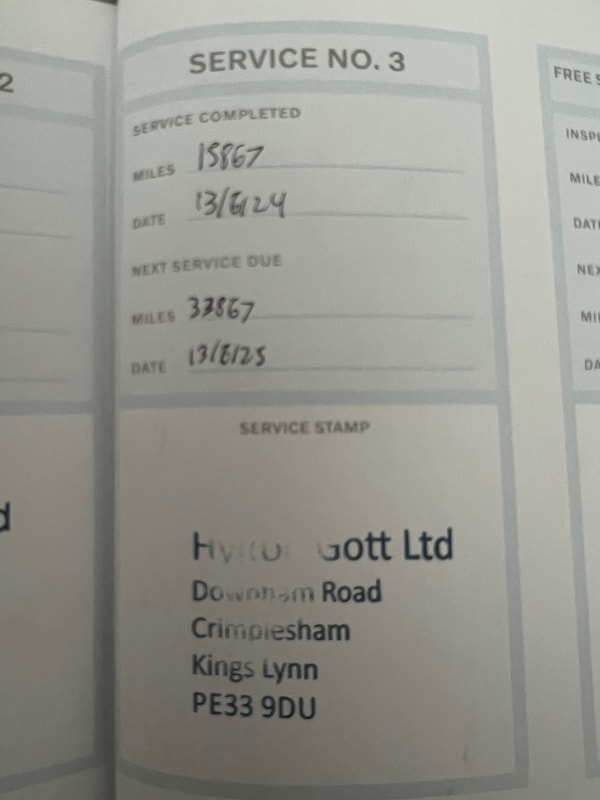 2
SERVICE NO. 3
SERVICE COMPLETED
MILES 15867
DATE 13/6/24
NEXT SERVICE DUE
MILES 33867
DATE 13/6/25
SERVICE STAMP
d
Gott Ltd
Downham Road
Crimplesham
Kings Lynn
PE33 9DU
FREE
INSP
MILE
DAT
NEX
MI
DA